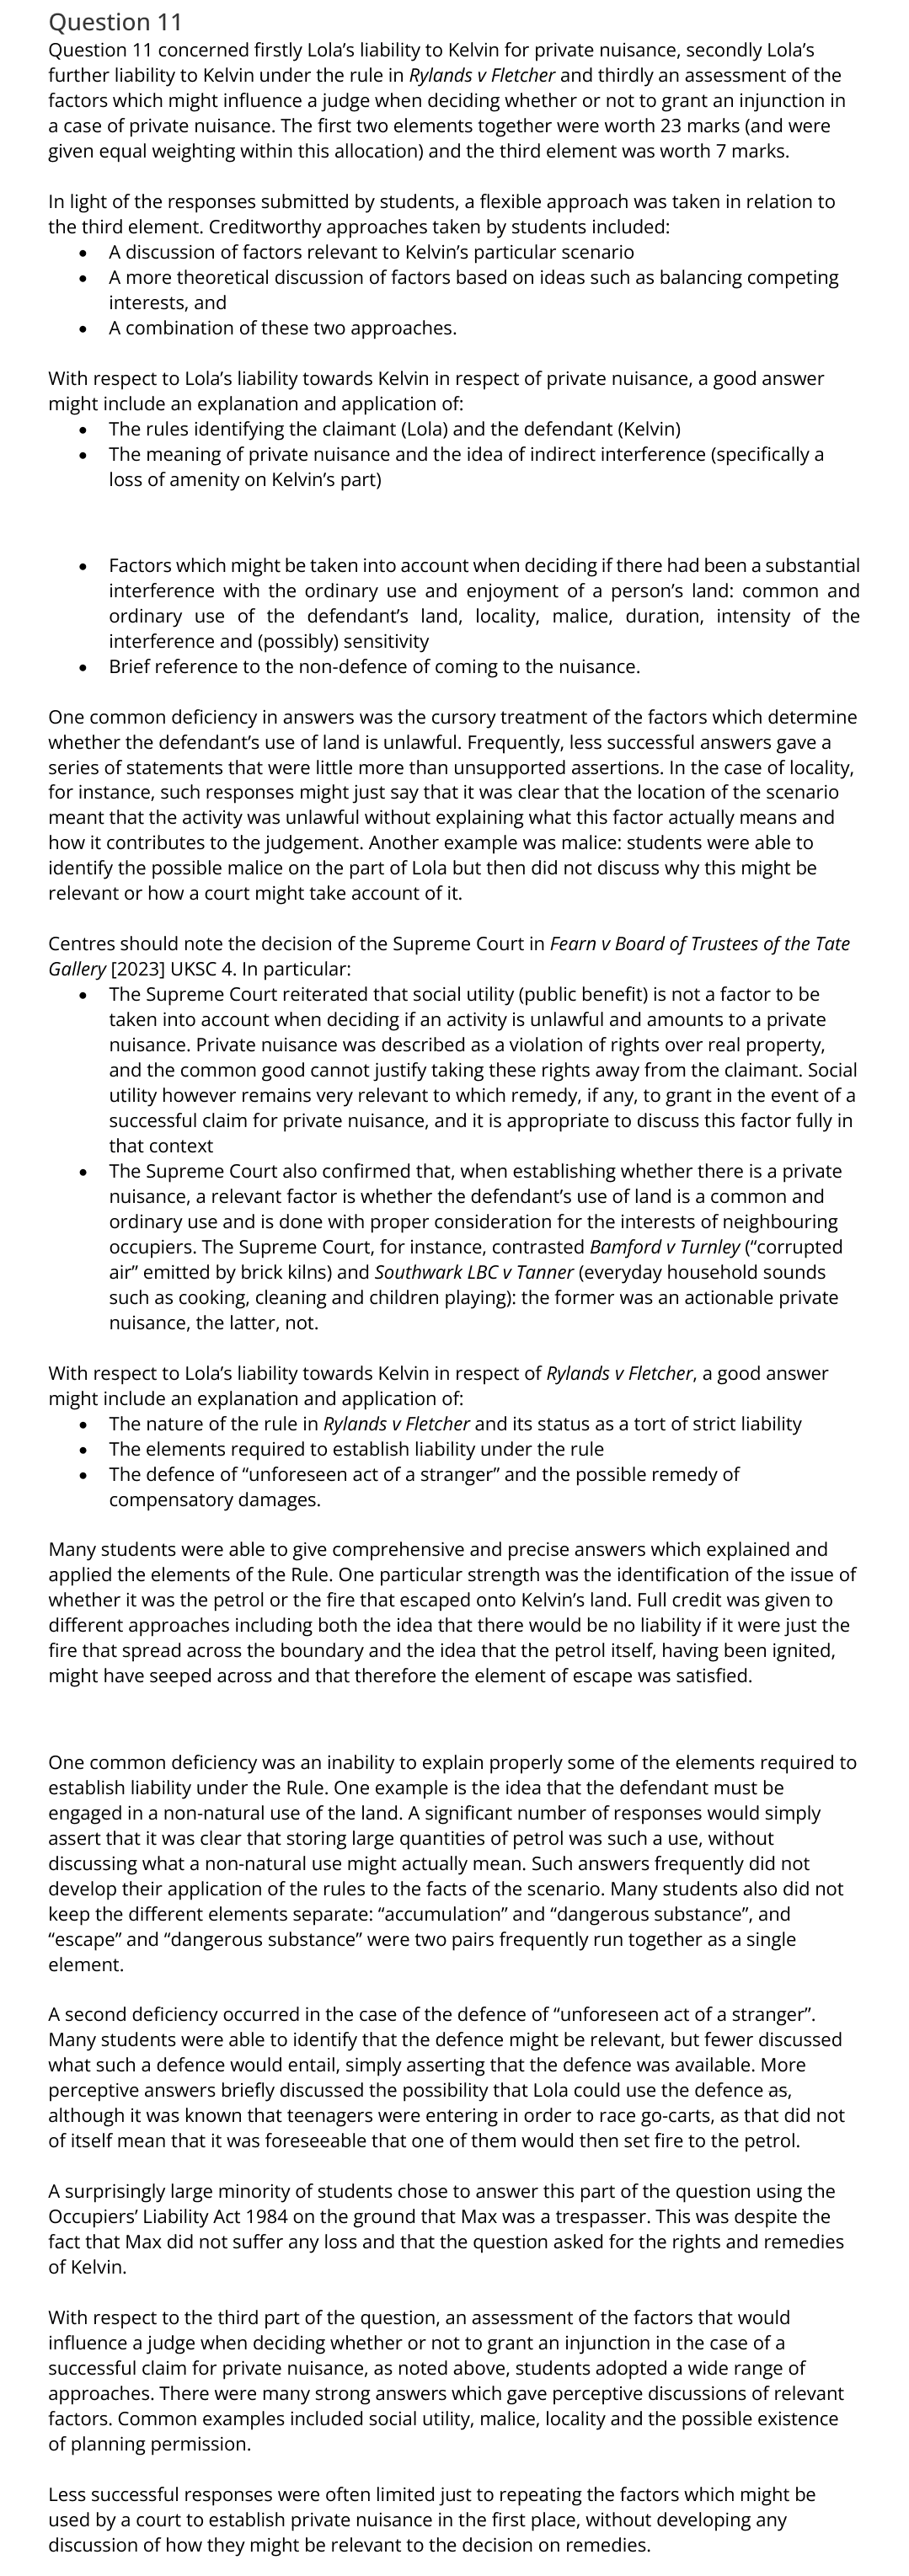 Question 11
Question 11 concerned firstly Lola’s liability to Kelvin for private nuisance, secondly Lola’s
further liability to Kelvin under the rule in Rylands v Fletcher and thirdly an assessment of the
factors which might influence a judge when deciding whether or not to grant an injunction in
a case of private nuisance. The first two elements together were worth 23 marks (and were
given equal weighting within this allocation) and the third element was worth 7 marks.
In light of the responses submitted by students, a flexible approach was taken in relation to
the third element. Creditworthy approaches taken by students included:
• A discussion of factors relevant to Kelvin’s particular scenario
• A more theoretical discussion of factors based on ideas such as balancing competing
interests, and
• A combination of these two approaches.
With respect to Lola’s liability towards Kelvin in respect of private nuisance, a good answer
might include an explanation and application of:
• The rules identifying the claimant (Lola) and the defendant (Kelvin)
• The meaning of private nuisance and the idea of indirect interference (specifically a
loss of amenity on Kelvin’s part)
• Factors which might be taken into account when deciding if there had been a substantial
interference with the ordinary use and enjoyment of a person’s land: common and
ordinary use of the defendant’s land, locality, malice, duration, intensity of the
interference and (possibly) sensitivity
• Brief reference to the non-defence of coming to the nuisance.
One common deficiency in answers was the cursory treatment of the factors which determine
whether the defendant’s use of land is unlawful. Frequently, less successful answers gave a
series of statements that were little more than unsupported assertions. In the case of locality,
for instance, such responses might just say that it was clear that the location of the scenario
meant that the activity was unlawful without explaining what this factor actually means and
how it contributes to the judgement. Another example was malice: students were able to
identify the possible malice on the part of Lola but then did not discuss why this might be
relevant or how a court might take account of it.
Centres should note the decision of the Supreme Court in Fearn v Board of Trustees of the Tate
Gallery [2023] UKSC 4. In particular:
• The Supreme Court reiterated that social utility (public benefit) is not a factor to be
taken into account when deciding if an activity is unlawful and amounts to a private
nuisance. Private nuisance was described as a violation of rights over real property,
and the common good cannot justify taking these rights away from the claimant. Social
utility however remains very relevant to which remedy, if any, to grant in the event of a
successful claim for private nuisance, and it is appropriate to discuss this factor fully in
that context
• The Supreme Court also confirmed that, when establishing whether there is a private
nuisance, a relevant factor is whether the defendant’s use of land is a common and
ordinary use and is done with proper consideration for the interests of neighbouring
occupiers. The Supreme Court, for instance, contrasted Bamford v Turnley (“corrupted
air” emitted by brick kilns) and Southwark LBC v Tanner (everyday household sounds
such as cooking, cleaning and children playing): the former was an actionable private
nuisance, the latter, not.
With respect to Lola’s liability towards Kelvin in respect of Rylands v Fletcher, a good answer
might include an explanation and application of:
• The nature of the rule in Rylands v Fletcher and its status as a tort of strict liability
• The elements required to establish liability under the rule
• The defence of “unforeseen act of a stranger” and the possible remedy of
compensatory damages.
Many students were able to give comprehensive and precise answers which explained and
applied the elements of the Rule. One particular strength was the identification of the issue of
whether it was the petrol or the fire that escaped onto Kelvin’s land. Full credit was given to
different approaches including both the idea that there would be no liability if it were just the
fire that spread across the boundary and the idea that the petrol itself, having been ignited,
might have seeped across and that therefore the element of escape was satisfied.
One common deficiency was an inability to explain properly some of the elements required to
establish liability under the Rule. One example is the idea that the defendant must be
engaged in a non-natural use of the land. A significant number of responses would simply
assert that it was clear that storing large quantities of petrol was such a use, without
discussing what a non-natural use might actually mean. Such answers frequently did not
develop their application of the rules to the facts of the scenario. Many students also did not
keep the different elements separate: “accumulation” and “dangerous substance”, and
“escape” and “dangerous substance” were two pairs frequently run together as a single
element.
A second deficiency occurred in the case of the defence of “unforeseen act of a stranger”.
Many students were able to identify that the defence might be relevant, but fewer discussed
what such a defence would entail, simply asserting that the defence was available. More
perceptive answers briefly discussed the possibility that Lola could use the defence as,
although it was known that teenagers were entering in order to race go-carts, as that did not
of itself mean that it was foreseeable that one of them would then set fire to the petrol.
A surprisingly large minority of students chose to answer this part of the question using the
Occupiers’ Liability Act 1984 on the ground that Max was a trespasser. This was despite the
fact that Max did not suffer any loss and that the question asked for the rights and remedies
of Kelvin.
With respect to the third part of the question, an assessment of the factors that would
influence a judge when deciding whether or not to grant an injunction in the case of a
successful claim for private nuisance, as noted above, students adopted a wide range of
approaches. There were many strong answers which gave perceptive discussions of relevant
factors. Common examples included social utility, malice, locality and the possible existence
of planning permission.
Less successful responses were often limited just to repeating the factors which might be
used by a court to establish private nuisance in the first place, without developing any
discussion of how they might be relevant to the decision on remedies.